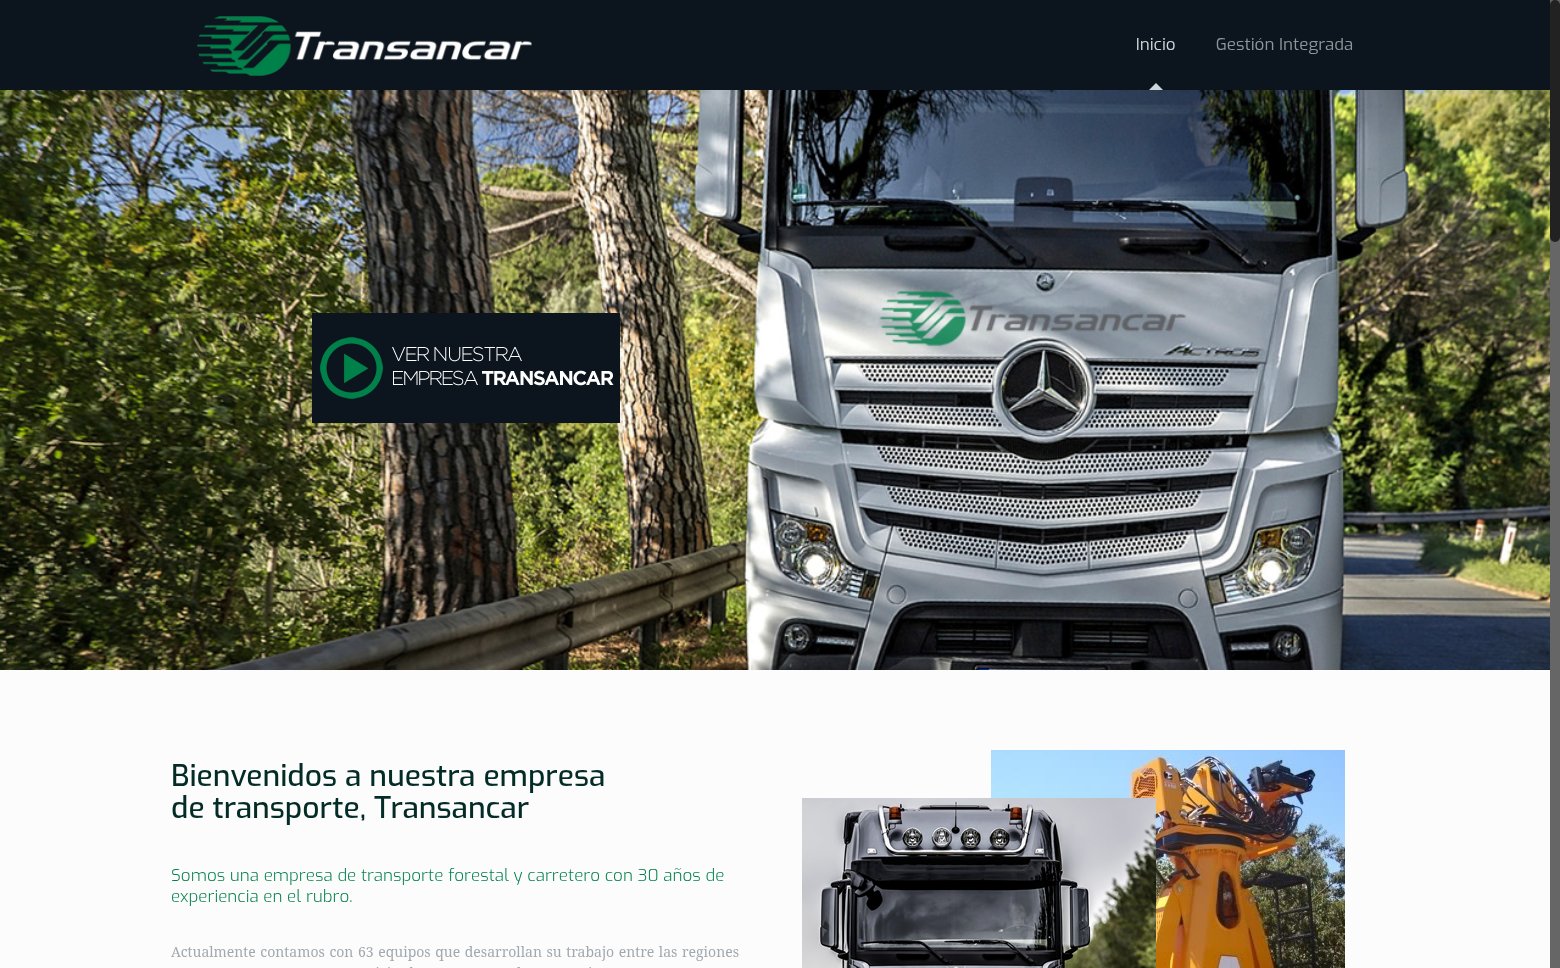 Transancar
Inicio
Gestión Integrada
Transancar
ACTROS
VER NUESTRA
EMPRESA TRANSANCAR
Bienvenidos a nuestra empresa
de transporte, Transancar
Somos una empresa de transporte forestal y carretero con 30 años de
experiencia en el rubro.
Actualmente contamos con 63 equipos que desarrollan su trabajo entre las regiones